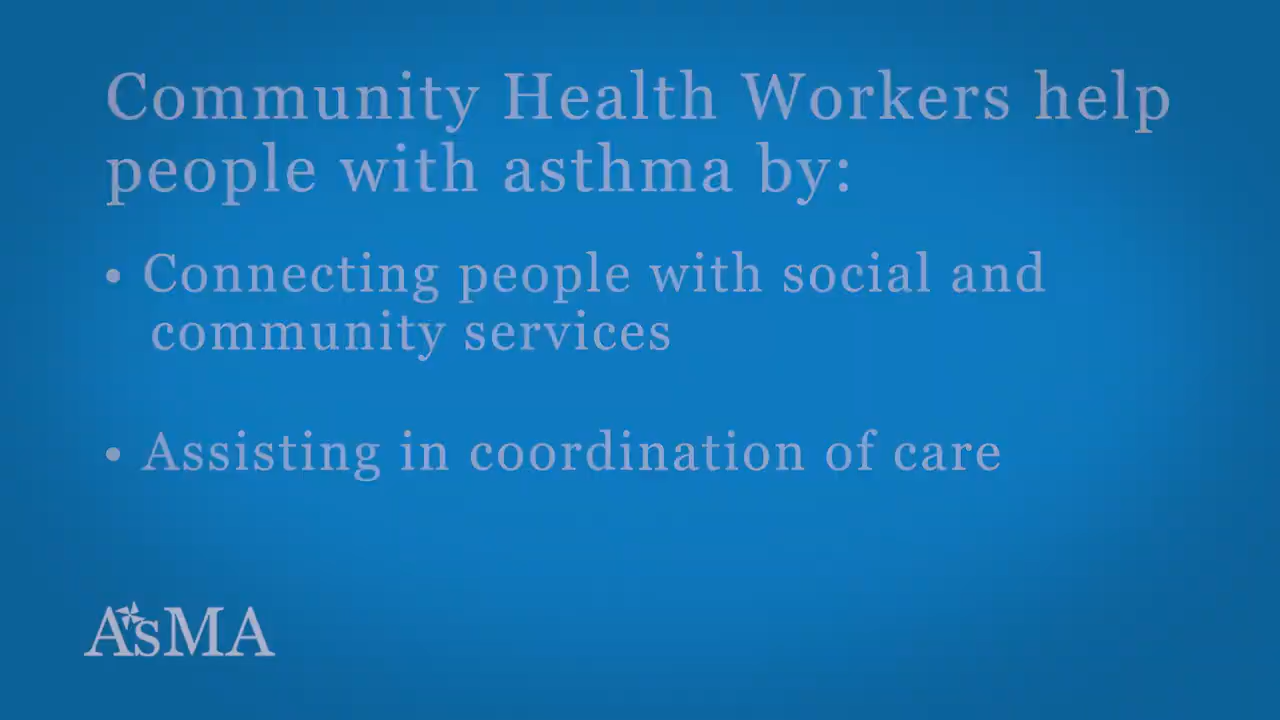 Community Health Workers help
people with asthma by:
• Connecting people with social and
community services
• Assisting in coordination of care
AsMA